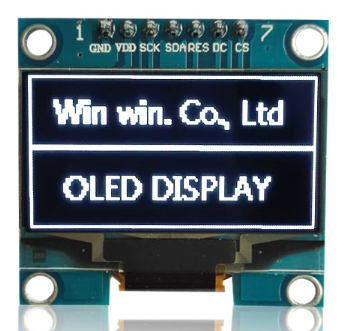 1 GND VDD SCK SDA RES DC CS 7
Win win. Co., Ltd
OLED DISPLAY